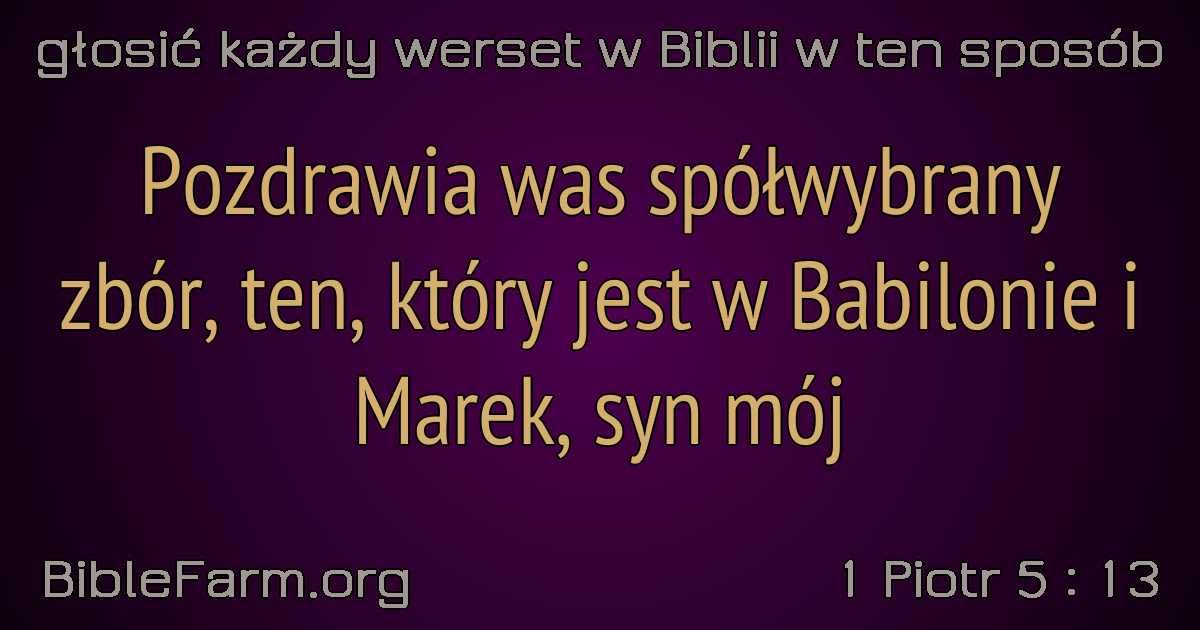 głosić każdy werset w Biblii w ten sposób
Pozdrawia was spółwybrany
zbór, ten, który jest w Babilonie i
Marek, syn mój
BibleFarm.org
1 Piotr 5 : 13